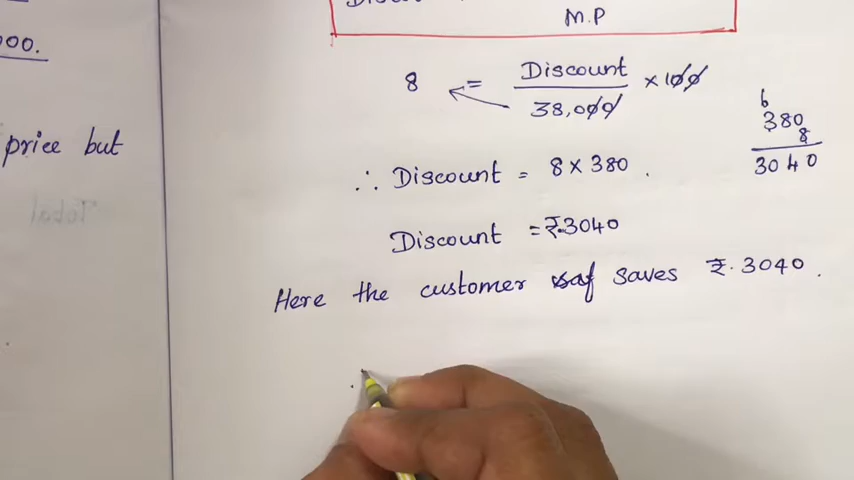 000.
price but
M.P
8 = Discount / 38,000 × 100
6
380
8
3040
∴ Discount = 8 × 380.
Discount = ₹.3040
Here the customer saves ₹.3040.